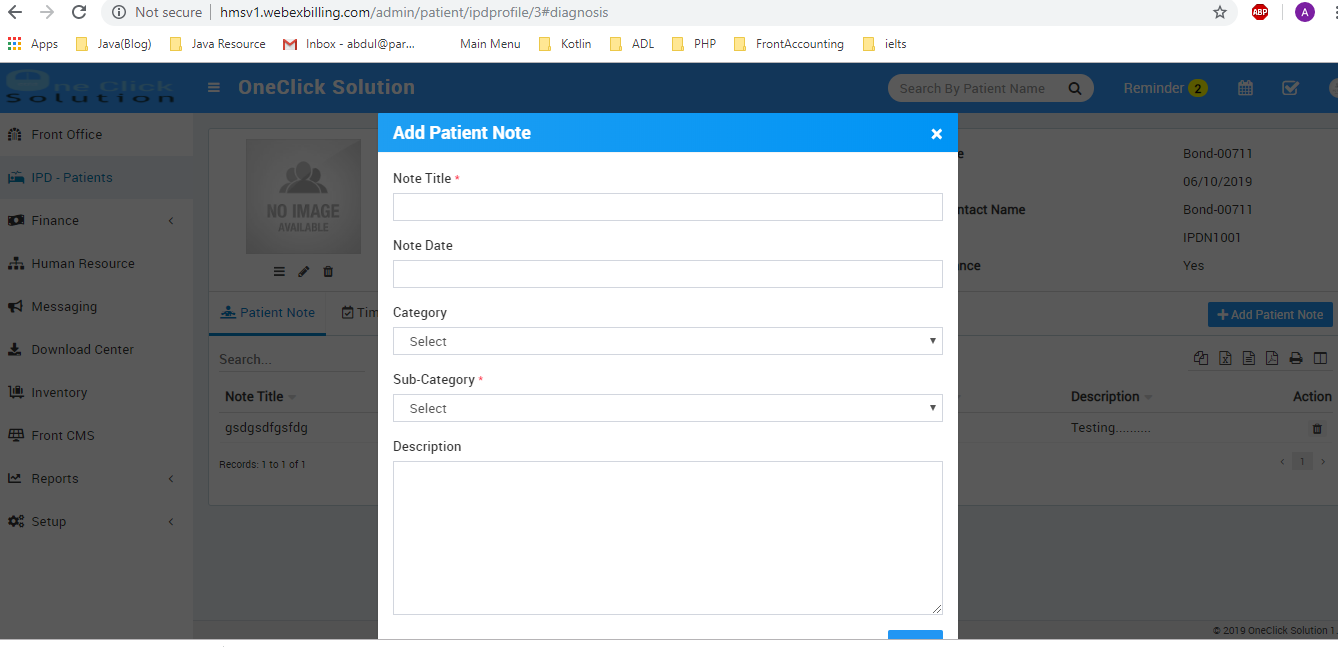 Not secure | hmsv1.webexbilling.com/admin/patient/ipdprofile/3#diagnosis
ABP
A
Apps Java(Blog) Java Resource Inbox - abdul@par... Main Menu Kotlin ADL PHP FrontAccounting ielts
One Click
Solution
OneClick Solution
Search By Patient Name
Reminder 2
Front Office
IPD - Patients
Finance
Human Resource
Messaging
Download Center
Inventory
Front CMS
Reports
Setup
NO IMAGE
AVAILABLE
Patient Note
Tim
Search...
Note Title
gsdgsdfgsfdg
Records: 1 to 1 of 1
Add Patient Note
×
Note Title *
Note Date
Category
Select
Sub-Category *
Select
Description
e Bond-00711
06/10/2019
ntact Name Bond-00711
IPDN1001
nce Yes
+ Add Patient Note
Description Action
Testing..........
‹ 1 ›
© 2019 OneClick Solution 1.